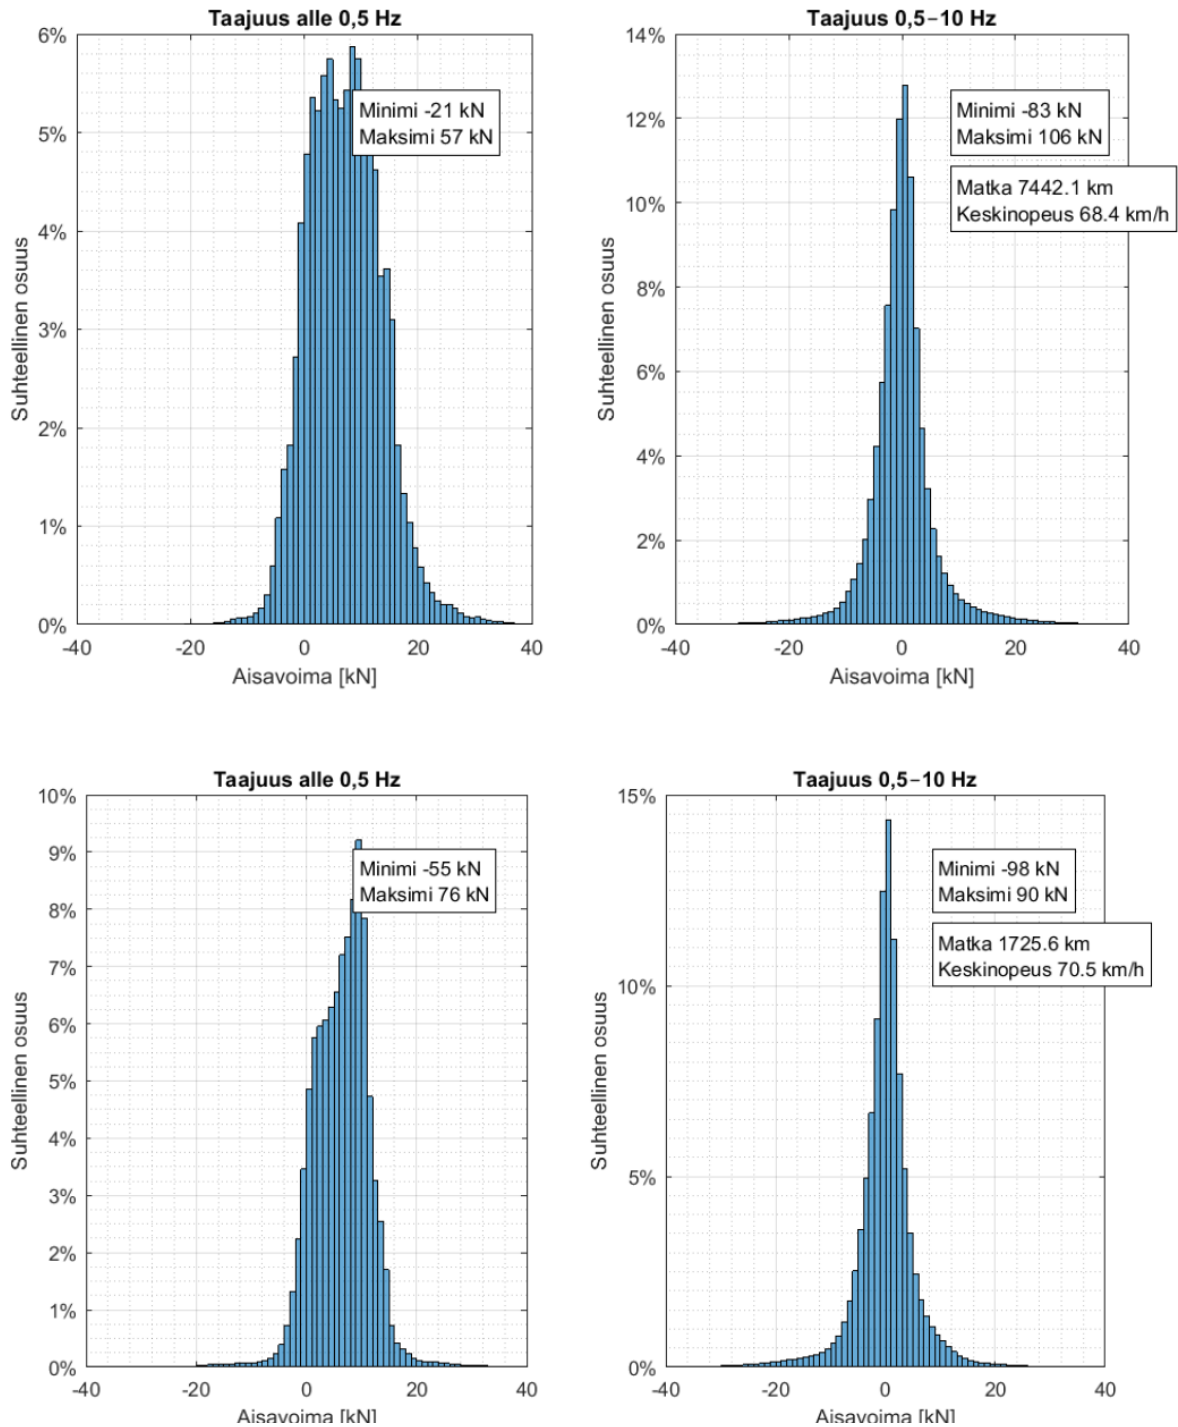 Taajuus alle 0,5 Hz
6%
5%
4%
3%
2%
1%
0%
Suhteellinen osuus
Minimi -21 kN
Maksimi 57 kN
-40 -20 0 20 40
Aisavoima [kN]
Taajuus 0,5–10 Hz
14%
12%
10%
8%
6%
4%
2%
0%
Suhteellinen osuus
Minimi -83 kN
Maksimi 106 kN
Matka 7442.1 km
Keskinopeus 68.4 km/h
-40 -20 0 20 40
Aisavoima [kN]
Taajuus alle 0,5 Hz
10%
9%
8%
7%
6%
5%
4%
3%
2%
1%
0%
Suhteellinen osuus
Minimi -55 kN
Maksimi 76 kN
-40 -20 0 20 40
Aisavoima [kN]
Taajuus 0,5–10 Hz
15%
10%
5%
0%
Suhteellinen osuus
Minimi -98 kN
Maksimi 90 kN
Matka 1725.6 km
Keskinopeus 70.5 km/h
-40 -20 0 20 40
Aisavoima [kN]